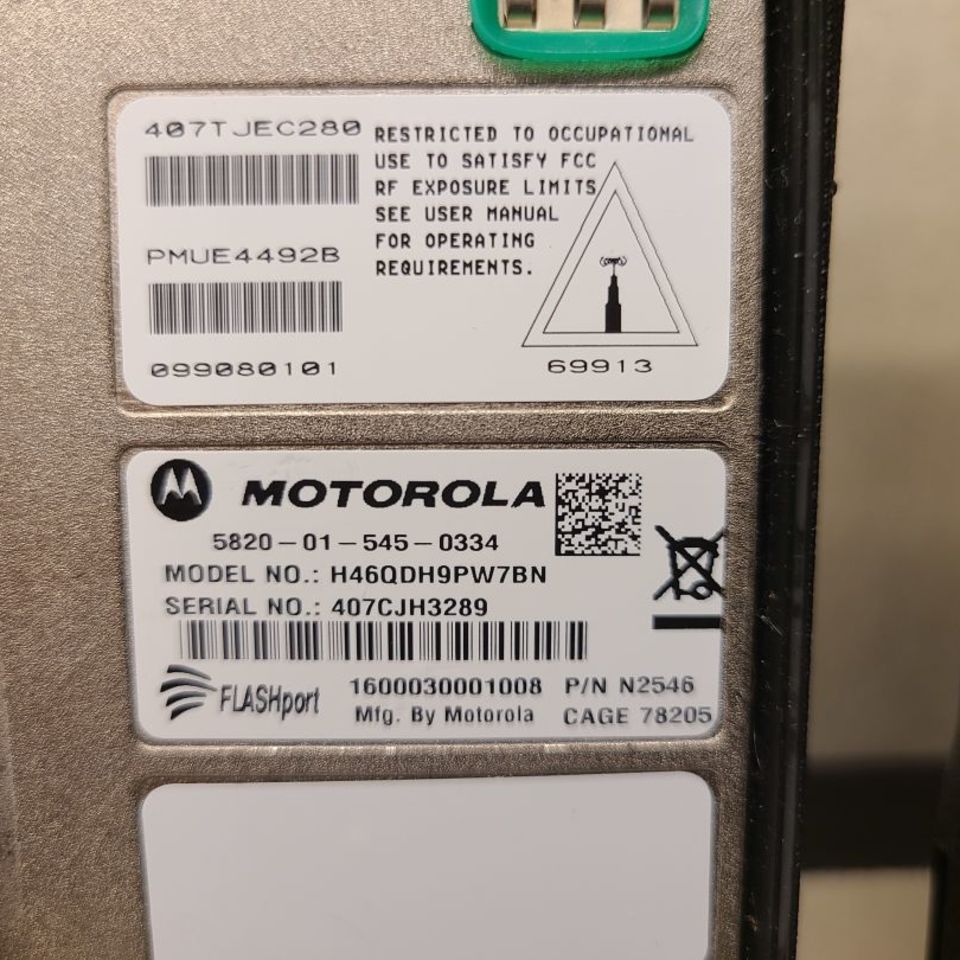 407TJEC280
PMUE4492B
099080101
RESTRICTED TO OCCUPATIONAL
USE TO SATISFY FCC
RF EXPOSURE LIMITS
SEE USER MANUAL
FOR OPERATING
REQUIREMENTS.
69913
MOTOROLA
5820-01-545-0334
MODEL NO.: H46QDH9PW7BN
SERIAL NO.: 407CJH3289
FLASHport
1600030001008 P/N N2546
Mfg. By Motorola CAGE 78205